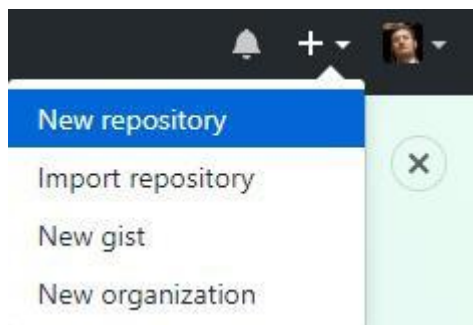 New repository
Import repository
New gist
New organization